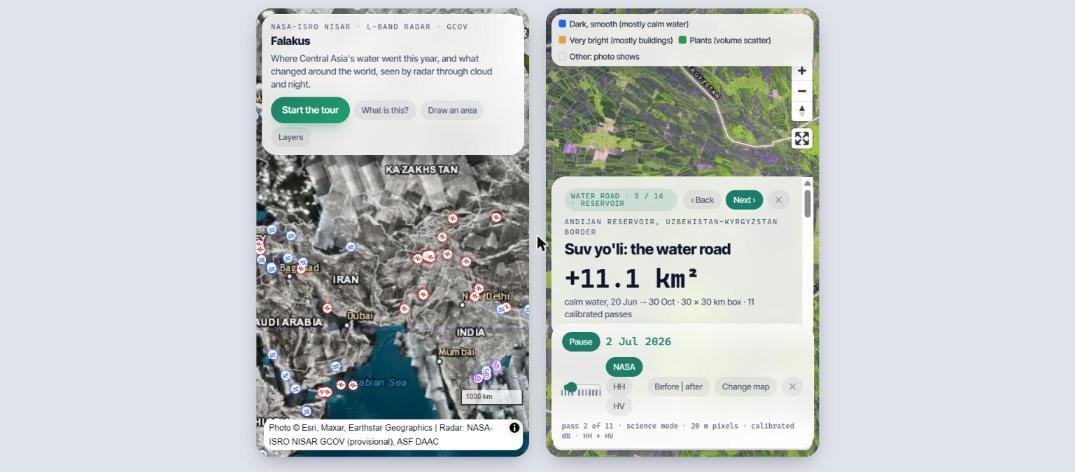 NASA-ISRO NISAR · L-BAND RADAR · GCOV
Falakus
Where Central Asia's water went this year, and what
changed around the world, seen by radar through cloud
and night.
Start the tour
What is this?
Draw an area
Layers
KAZAKHSTAN
Baghdad
IRAN
New Delhi
Dubai
AUDI ARABIA
INDIA
Mumbai
abian Sea
1000 km
Photo © Esri, Maxar, Earthstar Geographics | Radar: NASA-
ISRO NISAR GCOV (provisional), ASF DAAC
Dark, smooth (mostly calm water)
Very bright (mostly buildings)
Plants (volume scatter)
Other: photo shows
WATER ROAD · 5 / 16
· RESERVOIR
‹ Back
Next ›
ANDIJAN RESERVOIR, UZBEKISTAN-KYRGYZSTAN
BORDER
Suv yo'li: the water road
+11.1 km²
calm water, 20 Jun → 30 Oct · 30 × 30 km box · 11
calibrated passes
Pause
2 Jul 2026
NASA
HH
HV
Before | after
Change map
pass 2 of 11 · science mode · 20 m pixels · calibrated
dB · HH + HV